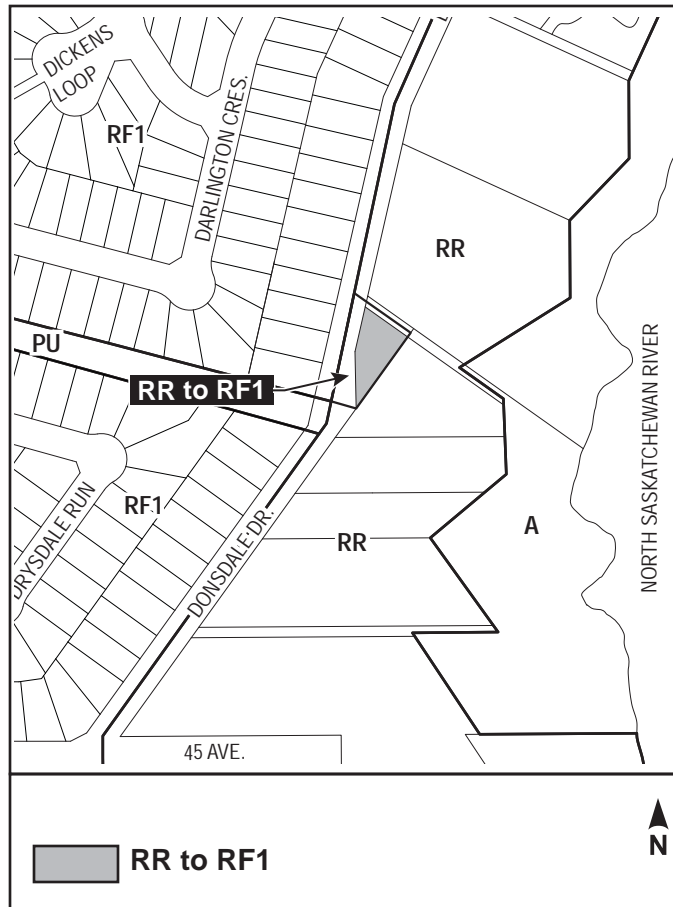 DICKENS
LOOP
RF1
DARLINGTON CRES.
RR
PU
RR to RF1
NORTH SASKATCHEWAN RIVER
RF1
DRYSDALE RUN
DONSDALE DR.
RR
A
45 AVE.
RR to RF1
N